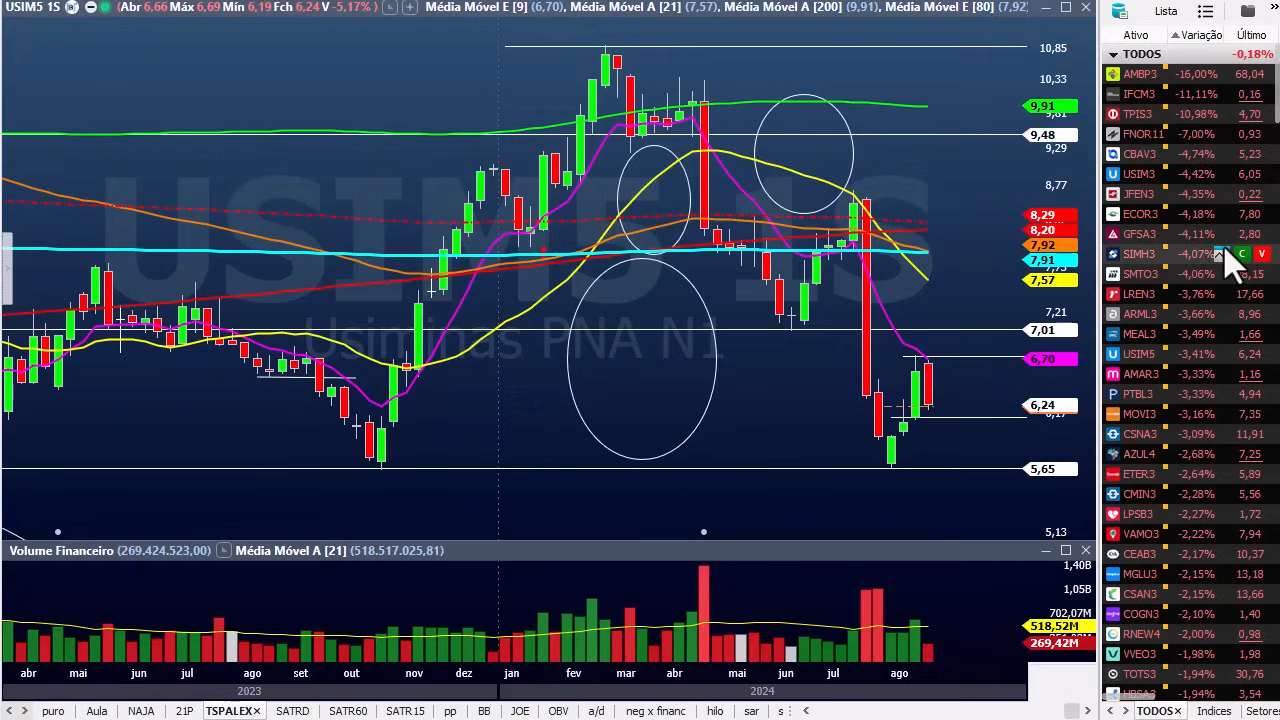 USIM5 1S (Abr 6,66 Máx 6,69 Mín 6,19 Fch 6,24 V -5,17%) Média Móvel E [9] (6,70), Média Móvel A [21] (7,57), Média Móvel A [200] (9,91), Média Móvel E [80] (7,92)
10,85
10,33
9,91
9,81
9,48
9,29
8,77
8,29
8,20
7,92
7,91
7,73
7,57
7,21
7,01
6,70
6,24
6,17
5,65
5,13
USIM5 1S
Usiminas PNA N1
Volume Financeiro (269.424.523,00) Média Móvel A [21] (518.517.025,81)
1,40B
1,05B
702,07M
518,52M
269,42M
abr mai jun jul ago set out nov dez jan fev mar abr mai jun jul ago
2023 2024
puro Aula NAJA 21P TSPALEX SATRD SATR60 SATED pp BB JOE OBV a/d neg x financ hilo sar s
Lista
Ativo Variação Último
TODOS -0,18%
AMBP3 -16,00% 68,04
IFCM3 -11,11% 0,16
TPIS3 -10,98% 4,70
FNOR11 -7,00% 0,93
CBAV3 -4,74% 5,23
USIM3 -4,42% 6,05
JFEN3 -4,35% 0,22
ECOR3 -4,18% 7,80
GFSA3 -4,11% 2,80
SIMH3 -4,07% C V
SMTO3 -4,06%
LREN3 -3,76% 17,66
ARML3 -3,66% 8,96
MEAL3 -3,49% 1,66
USIM5 -3,41% 6,24
AMAR3 -3,33% 1,16
PTBL3 -3,33% 4,94
MOVI3 -3,16% 7,35
CSNA3 -3,09% 11,91
AZUL4 -2,68% 7,25
ETER3 -2,64% 5,89
CMIN3 -2,28% 5,56
LPSB3 -2,27% 1,72
VAMO3 -2,22% 7,94
CEAB3 -2,17% 10,37
MGLU3 -2,15% 13,18
CSAN3 -2,15% 13,66
COGN3 -2,10% 1,40
RNEW4 -2,00% 0,98
VVEO3 -1,98% 1,98
TOTS3 -1,94% 30,76
HBSA3 -1,94% 3,54
TODOS Indices Setores